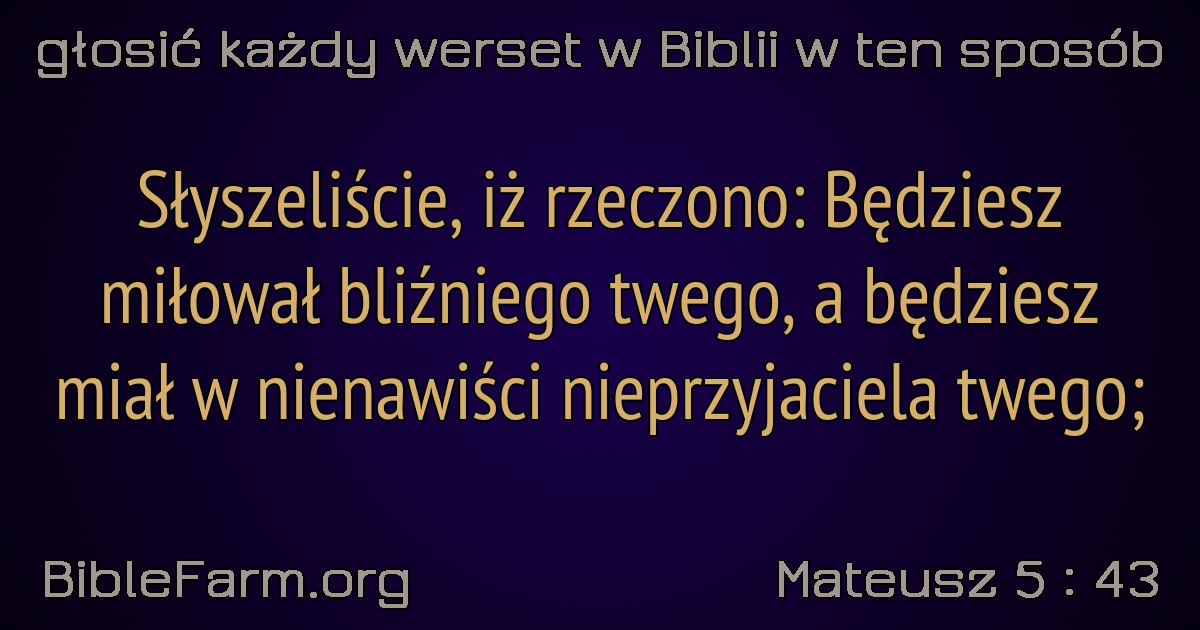 głosić każdy werset w Biblii w ten sposób
Słyszeliście, iż rzeczono: Będziesz
miłował bliźniego twego, a będziesz
miał w nienawiści nieprzyjaciela twego;
BibleFarm.org
Mateusz 5 : 43